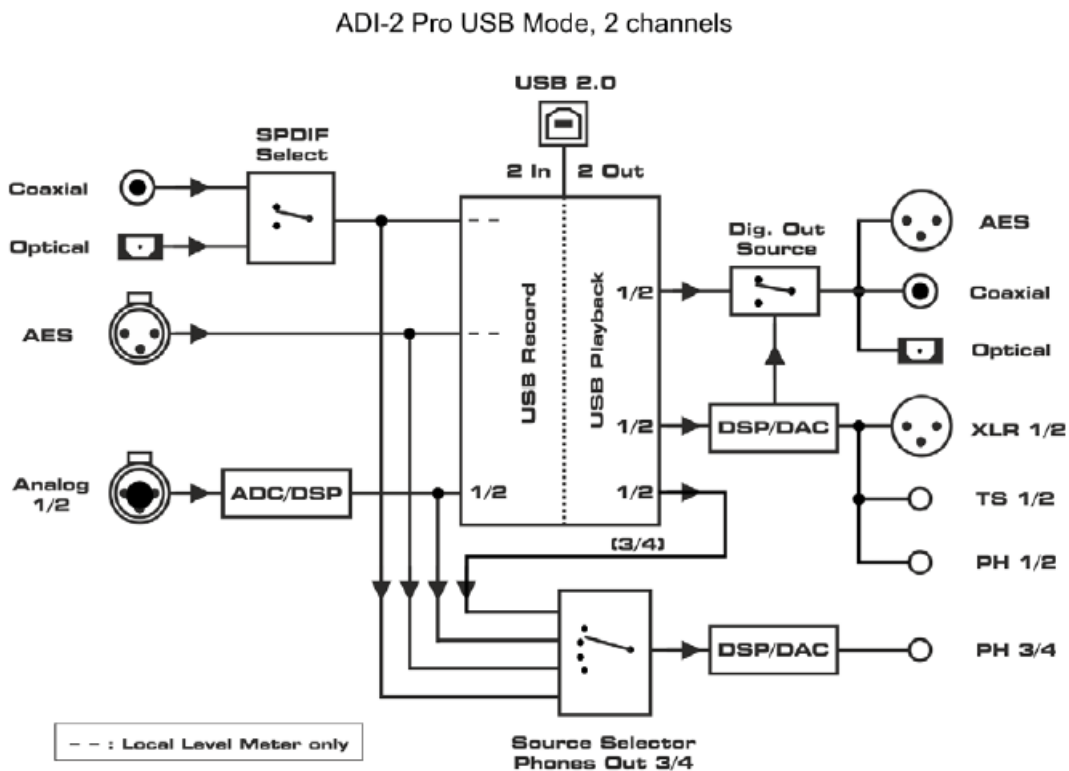 ADI-2 Pro USB Mode, 2 channels
USB 2.0
SPDIF
Select
2 In
2 Out
Coaxial
Optical
AES
Analog
1/2
ADC/DSP
- -
- -
1/2
USB Record
USB Playback
1/2
1/2
1/2
(3/4)
Dig. Out
Source
DSP/DAC
AES
Coaxial
Optical
XLR 1/2
TS 1/2
PH 1/2
DSP/DAC
PH 3/4
Source Selector
Phones Out 3/4
- - : Local Level Meter only